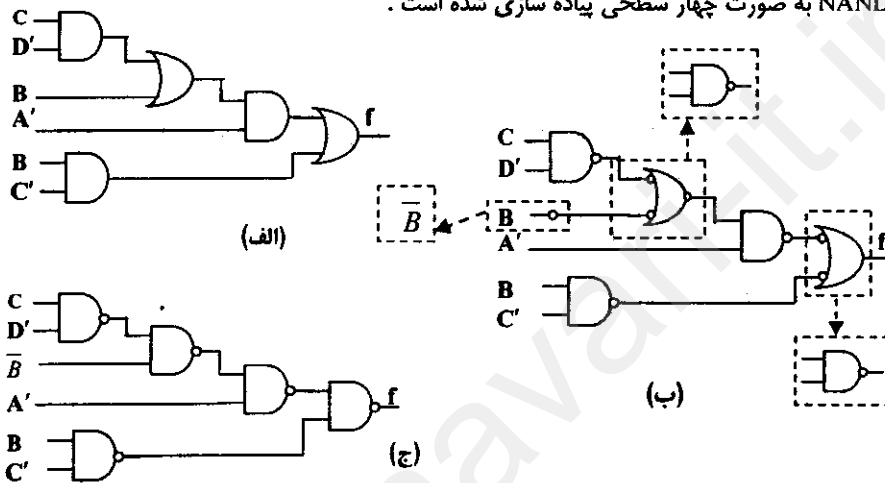 NAND به صورت چهار سطحی پیاده سازی شده است .
C
D'
B
A'
B
C'
f
(الف)
C
D'
B
B̅
A'
B
C'
f
(ب)
C
D'
B̅
A'
B
C'
f
(ج)